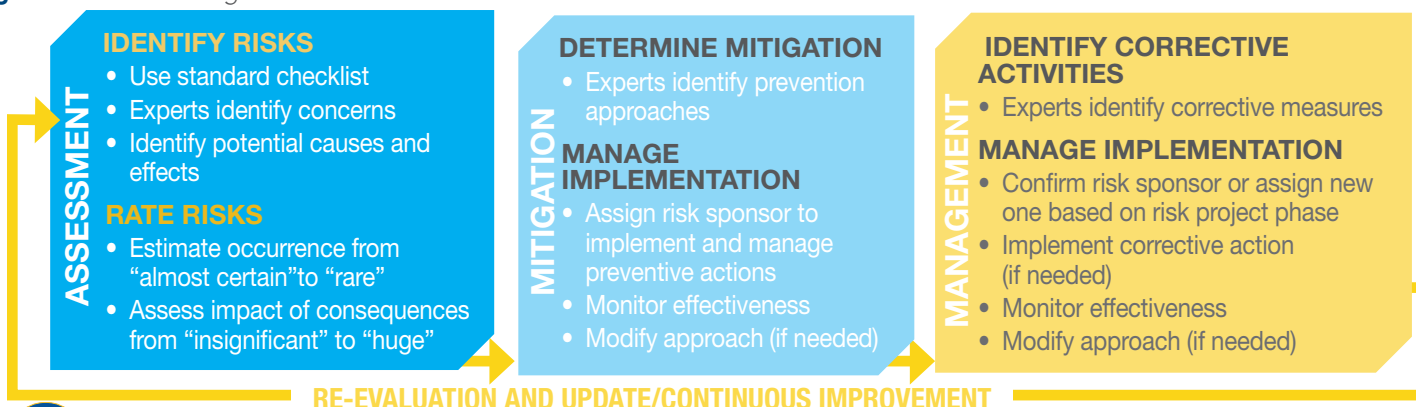 ASSESSMENT
IDENTIFY RISKS
• Use standard checklist
• Experts identify concerns
• Identify potential causes and
effects
RATE RISKS
• Estimate occurrence from
“almost certain”to “rare”
• Assess impact of consequences
from “insignificant” to “huge”
MITIGATION
DETERMINE MITIGATION
• Experts identify prevention
approaches
MANAGE
IMPLEMENTATION
• Assign risk sponsor to
implement and manage
preventive actions
• Monitor effectiveness
• Modify approach (if needed)
MANAGEMENT
IDENTIFY CORRECTIVE
ACTIVITIES
• Experts identify corrective measures
MANAGE IMPLEMENTATION
• Confirm risk sponsor or assign new
one based on risk project phase
• Implement corrective action
(if needed)
• Monitor effectiveness
• Modify approach (if needed)
RE-EVALUATION AND UPDATE/CONTINUOUS IMPROVEMENT